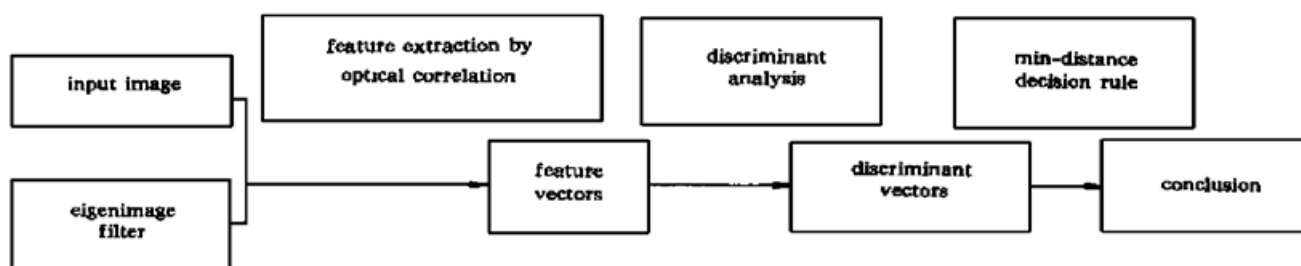 feature extraction by
optical correlation
discriminant
analysis
min-distance
decision rule
input image
eigenimage
filter
feature
vectors
discriminant
vectors
conclusion